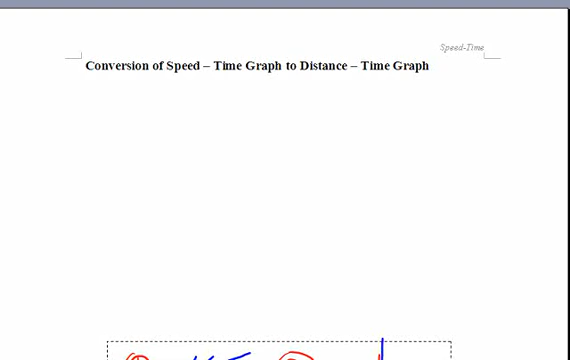 Speed-Time
Conversion of Speed – Time Graph to Distance – Time Graph